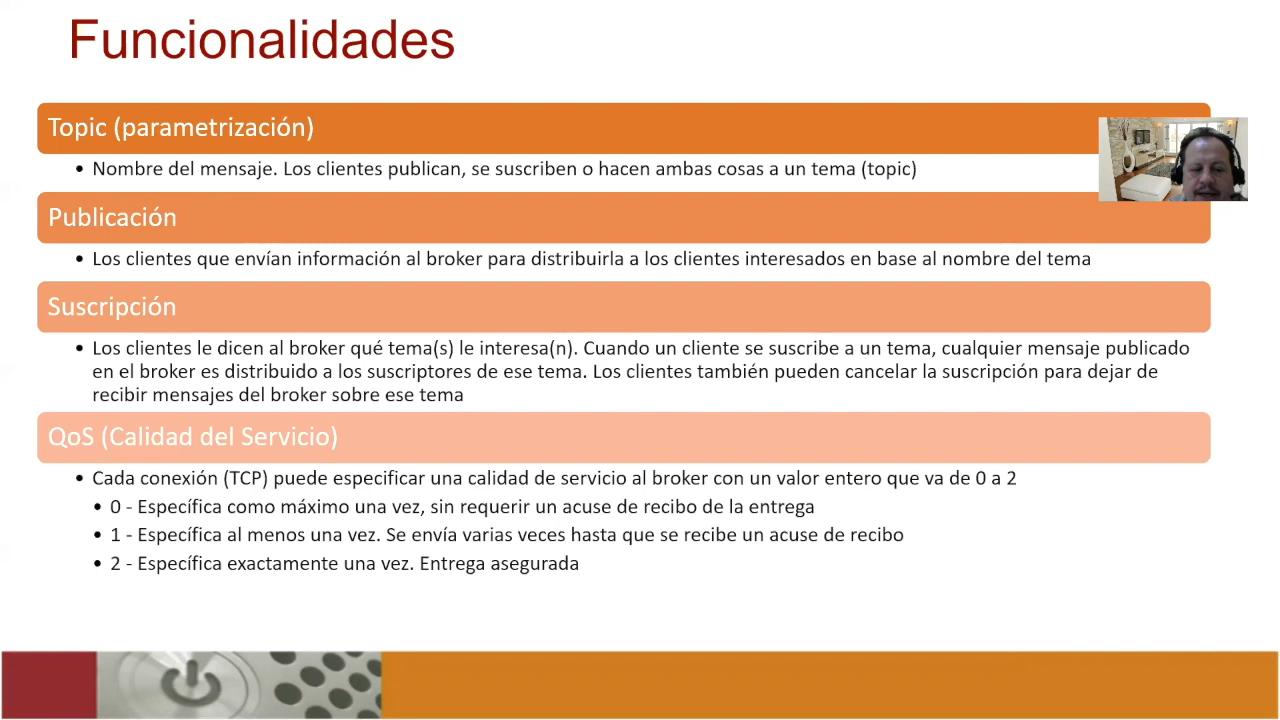 Funcionalidades
Topic (parametrización)
• Nombre del mensaje. Los clientes publican, se suscriben o hacen ambas cosas a un tema (topic)
Publicación
• Los clientes que envían información al broker para distribuirla a los clientes interesados en base al nombre del tema
Suscripción
• Los clientes le dicen al broker qué tema(s) le interesa(n). Cuando un cliente se suscribe a un tema, cualquier mensaje publicado
en el broker es distribuido a los suscriptores de ese tema. Los clientes también pueden cancelar la suscripción para dejar de
recibir mensajes del broker sobre ese tema
QoS (Calidad del Servicio)
• Cada conexión (TCP) puede especificar una calidad de servicio al broker con un valor entero que va de 0 a 2
• 0 - Específica como máximo una vez, sin requerir un acuse de recibo de la entrega
• 1 - Específica al menos una vez. Se envía varias veces hasta que se recibe un acuse de recibo
• 2 - Específica exactamente una vez. Entrega asegurada